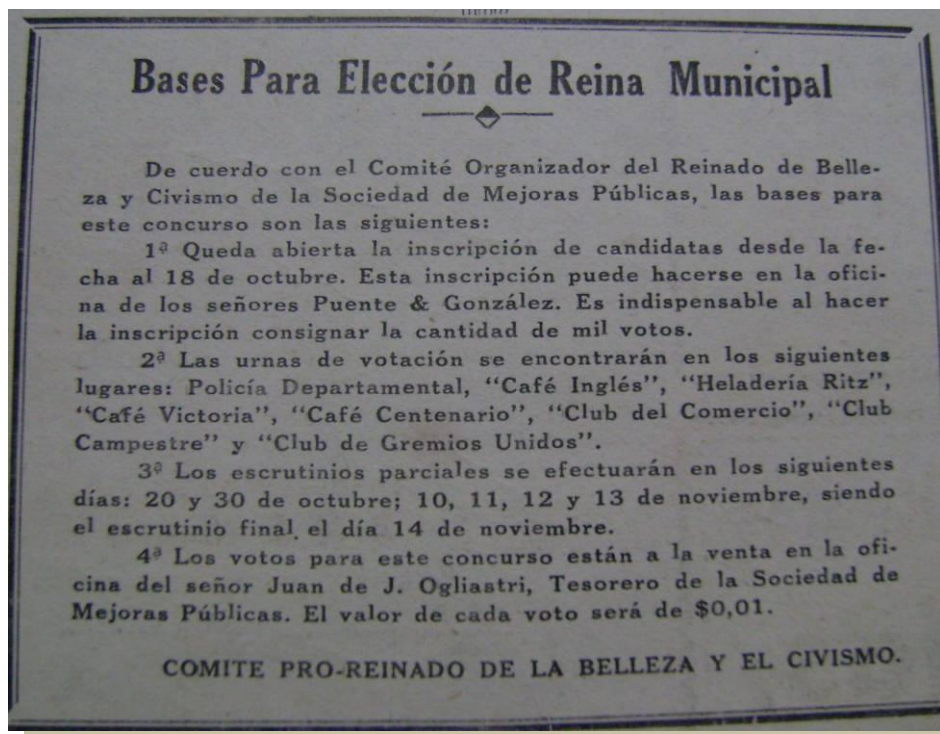 Bases Para Elección de Reina Municipal
De cuerdo con el Comité Organizador del Reinado de Belle-
za y Civismo de la Sociedad de Mejoras Públicas, las bases para
este concurso son las siguientes:
1ª Queda abierta la inscripción de candidatas desde la fe-
cha al 18 de octubre. Esta inscripción puede hacerse en la ofici-
na de los señores Puente & González. Es indispensable al hacer
la inscripción consignar la cantidad de mil votos.
2ª Las urnas de votación se encontrarán en los siguientes
lugares: Policía Departamental, “Café Inglés”, “Heladería Ritz”,
“Café Victoria”, “Café Centenario”, “Club del Comercio”, “Club
Campestre” y “Club de Gremios Unidos”.
3ª Los escrutinios parciales se efectuarán en los siguientes
días: 20 y 30 de octubre; 10, 11, 12 y 13 de noviembre, siendo
el escrutinio final el día 14 de noviembre.
4ª Los votos para este concurso están a la venta en la ofi-
cina del señor Juan de J. Ogliastri, Tesorero de la Sociedad de
Mejoras Públicas. El valor de cada voto será de $0,01.
COMITE PRO-REINADO DE LA BELLEZA Y EL CIVISMO.